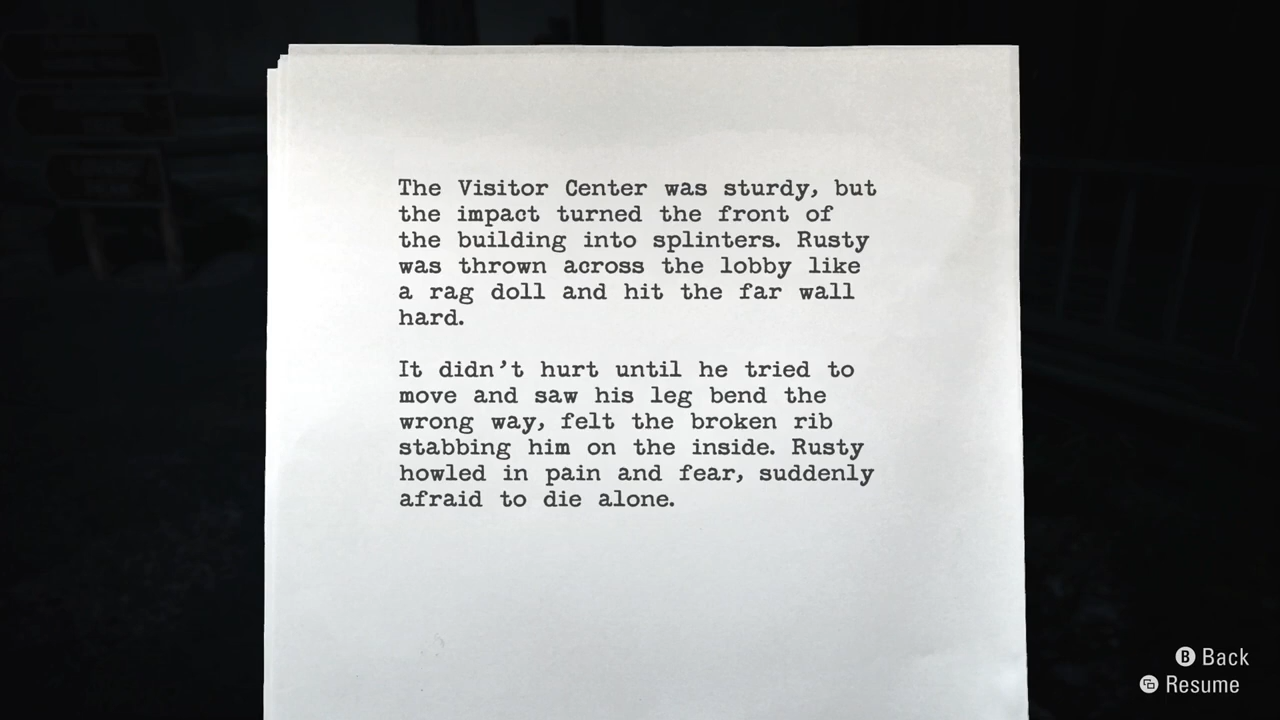 The Visitor Center was sturdy, but
the impact turned the front of
the building into splinters. Rusty
was thrown across the lobby like
a rag doll and hit the far wall
hard.
It didn't hurt until he tried to
move and saw his leg bend the
wrong way, felt the broken rib
stabbing him on the inside. Rusty
howled in pain and fear, suddenly
afraid to die alone.
B Back
Resume